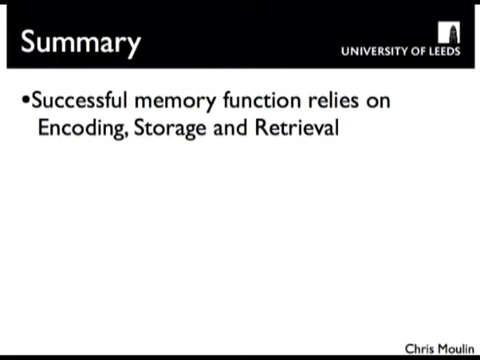 Summary
UNIVERSITY OF LEEDS
•Successful memory function relies on
Encoding, Storage and Retrieval
Chris Moulin